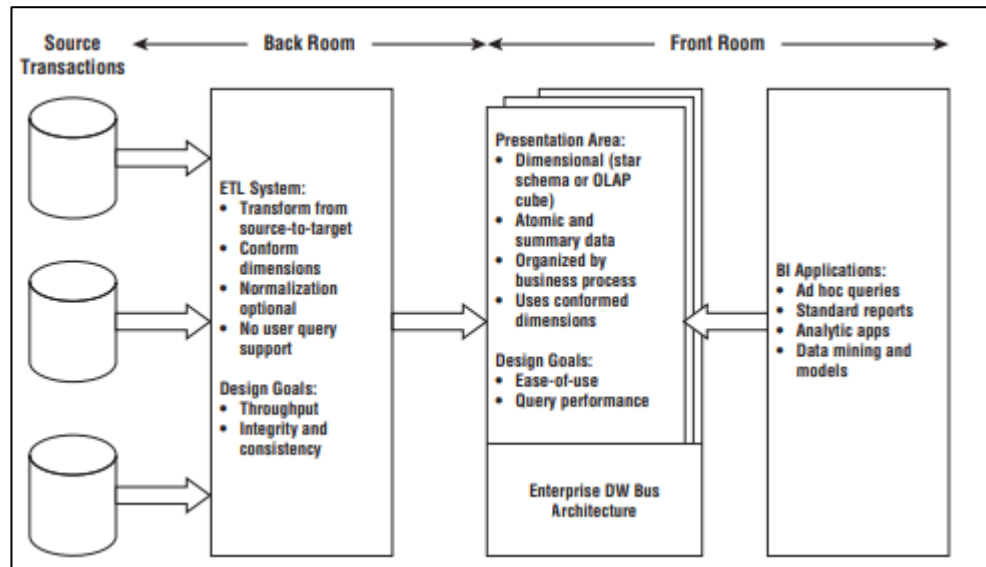 Source
Transactions
Back Room
Front Room
ETL System:
• Transform from
source-to-target
• Conform
dimensions
• Normalization
optional
• No user query
support
Design Goals:
• Throughput
• Integrity and
consistency
Presentation Area:
• Dimensional (star
schema or OLAP
cube)
• Atomic and
summary data
• Organized by
business process
• Uses conformed
dimensions
Design Goals:
• Ease-of-use
• Query performance
Enterprise DW Bus
Architecture
BI Applications:
• Ad hoc queries
• Standard reports
• Analytic apps
• Data mining and
models